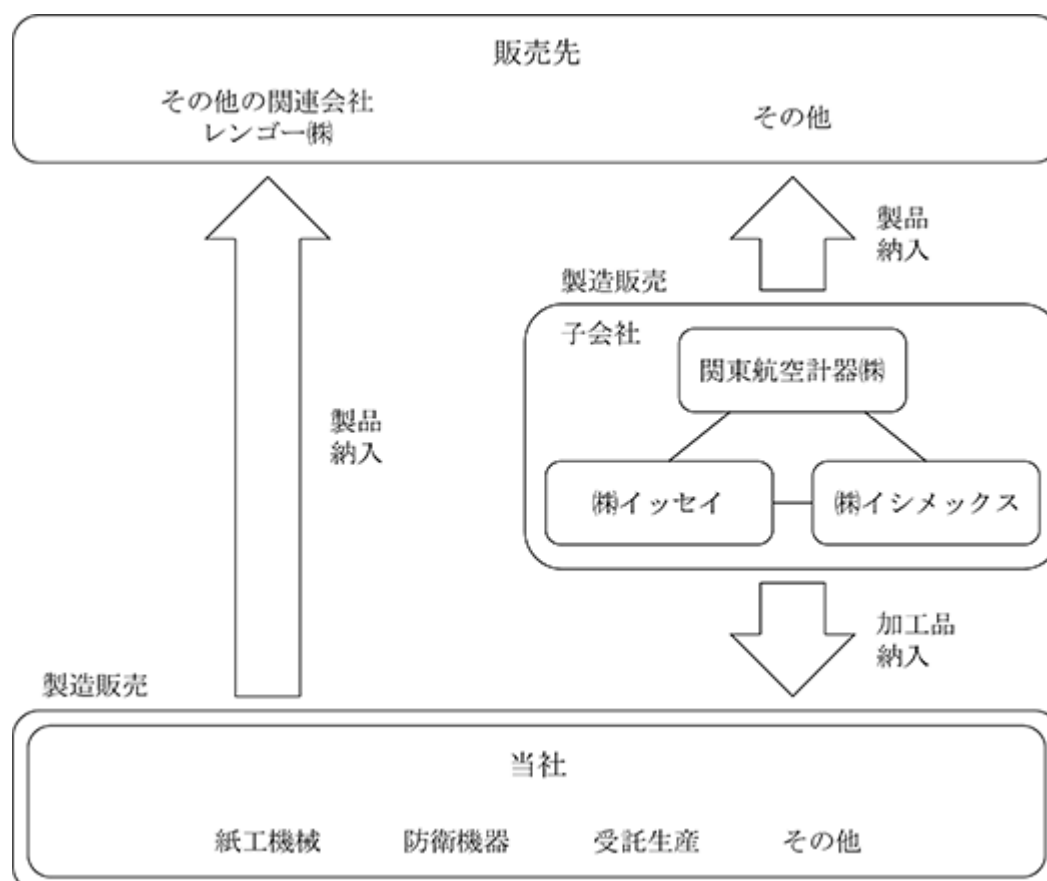 販売先
その他の関連会社
レンゴー㈱
その他
製品
納入
製造販売
子会社
関東航空計器㈱
㈱イッセイ
㈱イシメックス
製品
納入
加工品
納入
製造販売
当社
紙工機械 防衛機器 受託生産 その他